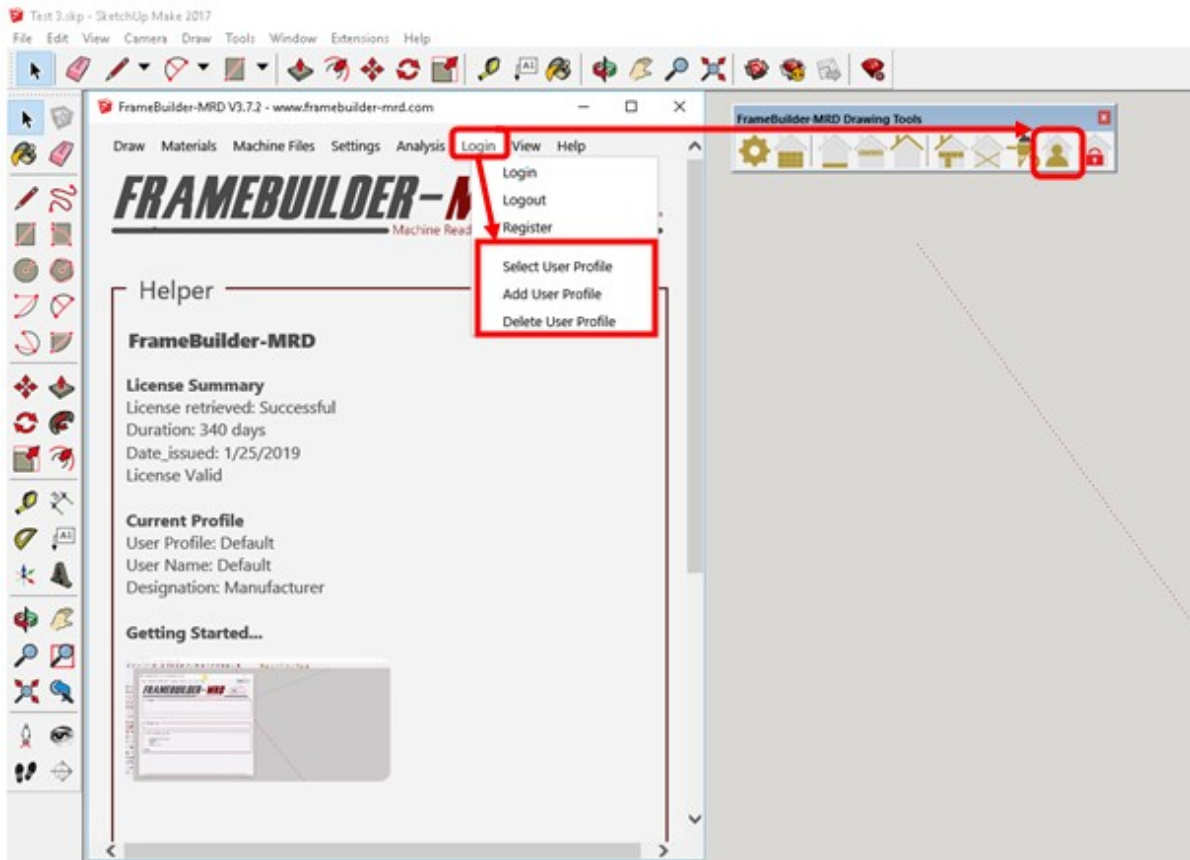 Test 3.skp - SketchUp Make 2017
File Edit View Camera Draw Tools Window Extensions Help
FrameBuilder-MRD V3.7.2 - www.framebuilder-mrd.com
Draw Materials Machine Files Settings Analysis Login View Help
FRAMEBUILDER-M
Machine Read
Login
Logout
Register
Select User Profile
Add User Profile
Delete User Profile
Helper
FrameBuilder-MRD
License Summary
License retrieved: Successful
Duration: 340 days
Date_issued: 1/25/2019
License Valid
Current Profile
User Profile: Default
User Name: Default
Designation: Manufacturer
Getting Started...
FRAMEBUILDER-MRD
FrameBuilder-MRD Drawing Tools